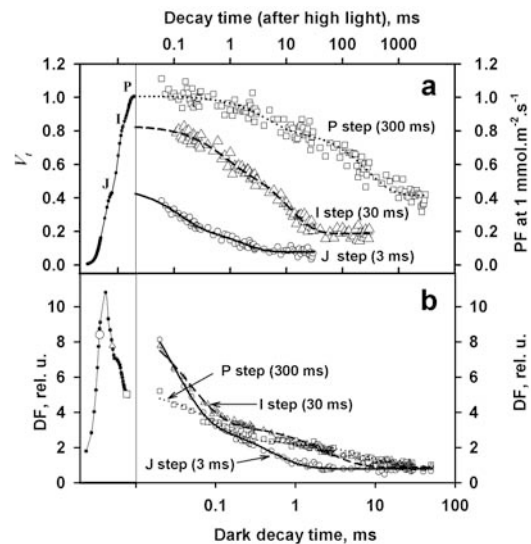 Decay time (after high light), ms
0.1 1 10 100 1000
1.2
1.0
0.8
0.6
0.4
0.2
0.0
V_t
P
I
J
a
P step (300 ms)
I step (30 ms)
J step (3 ms)
1.2
1.0
0.8
0.6
0.4
0.2
0.0
PF at 1 mmol.m⁻².s⁻¹
10
8
6
4
2
0
DF, rel. u.
b
P step (300 ms)
I step (30 ms)
J step (3 ms)
10
8
6
4
2
0
DF, rel. u.
0.1 1 10 100
Dark decay time, ms